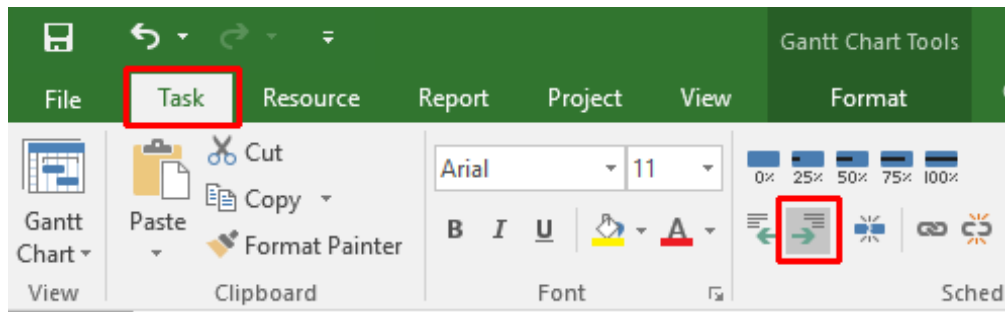 Gantt Chart Tools
File Task Resource Report Project View Format
Cut
Arial 11
0% 25% 50% 75% 100%
Copy
Gantt Chart
Paste
B I U A
Format Painter
View Clipboard Font Sched